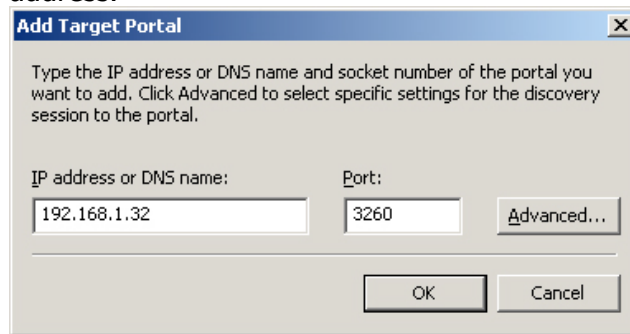 address.
Add Target Portal
Type the IP address or DNS name and socket number of the portal you
want to add. Click Advanced to select specific settings for the discovery
session to the portal.
IP address or DNS name:
Port:
192.168.1.32
3260
Advanced...
OK
Cancel